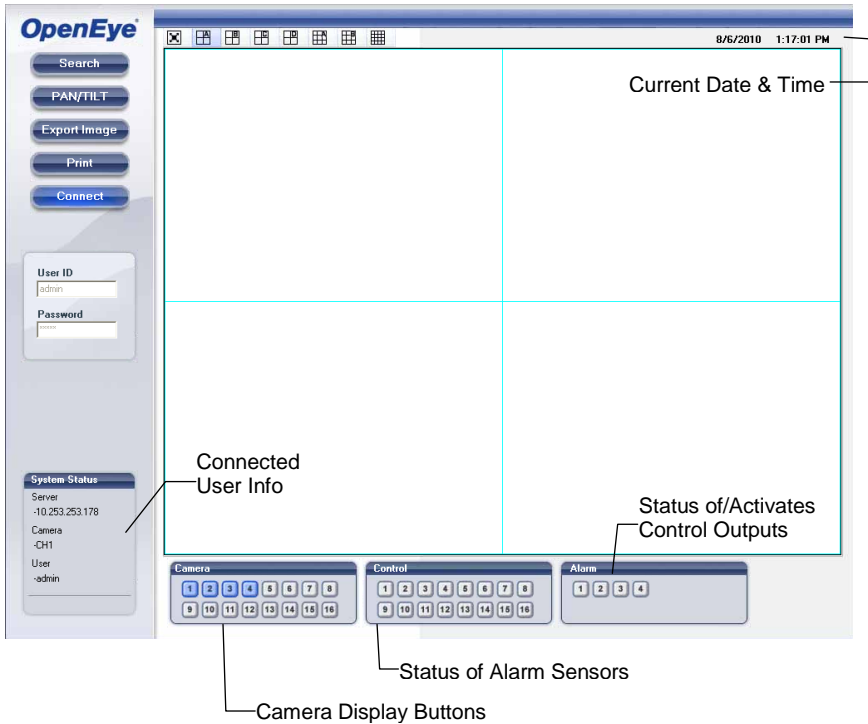 OpenEye
A B C D A B
8/6/2010 1:17:01 PM
Search
PAN/TILT
Export Image
Print
Connect
Current Date & Time
User ID
admin
Password
*****
Connected
User Info
System Status
Server
-10.253.253.178
Camera
-CH1
User
-admin
Status of/Activates
Control Outputs
Camera
1 2 3 4 5 6 7 8
9 10 11 12 13 14 15 16
Control
1 2 3 4 5 6 7 8
9 10 11 12 13 14 15 16
Alarm
1 2 3 4
Status of Alarm Sensors
Camera Display Buttons